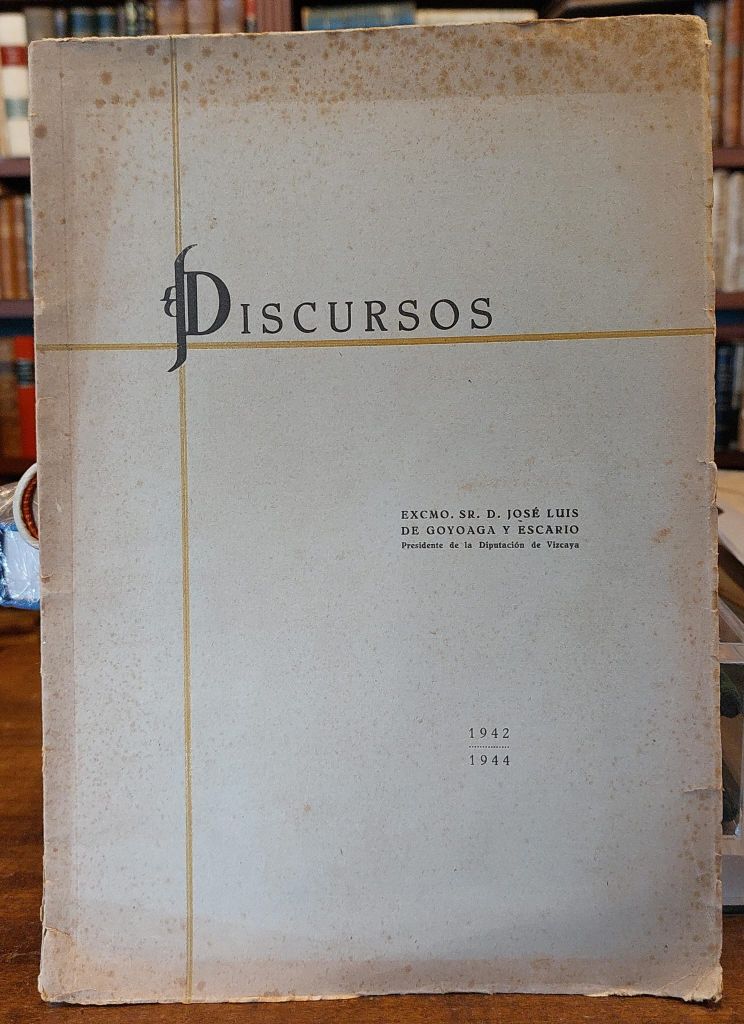 DISCURSOS
EXCMO. SR. D. JOSÉ LUIS
DE GOYOAGA Y ESCARIO
Presidente de la Diputación de Vizcaya
1942
1944